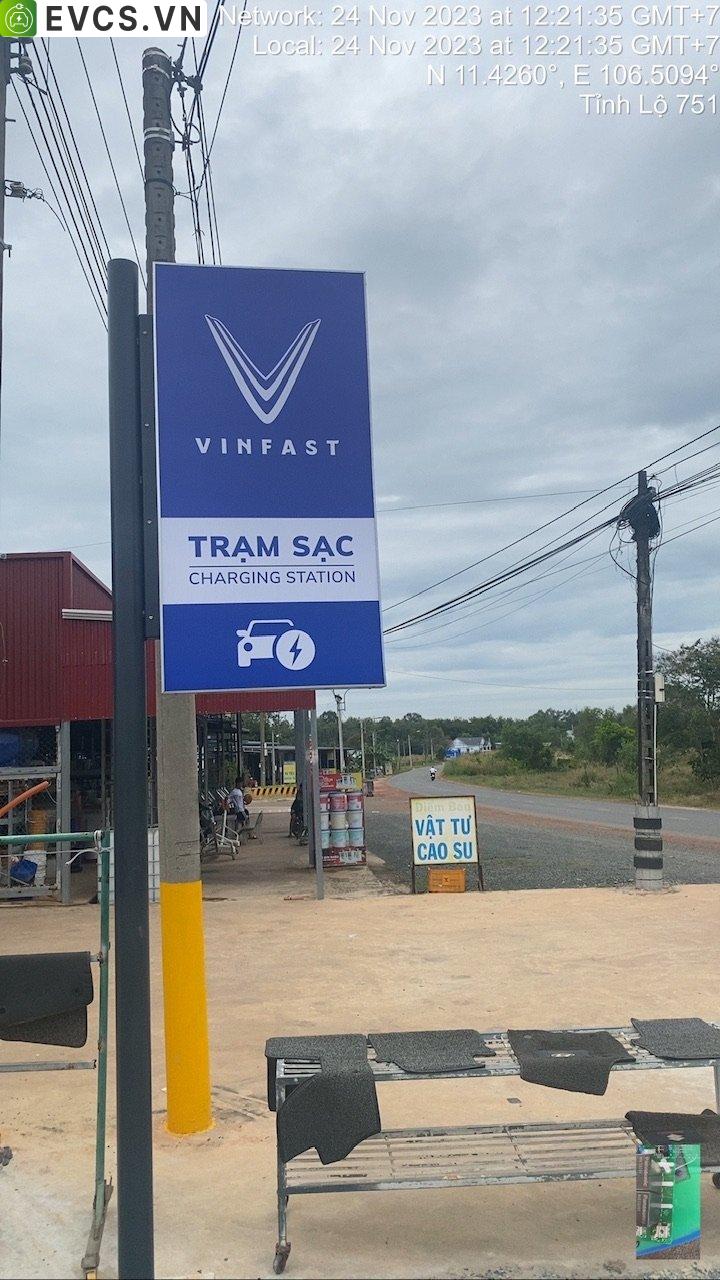 EVCS.VN
Network: 24 Nov 2023 at 12:21:35 GMT+7
Local: 24 Nov 2023 at 12:21:35 GMT+7
N 11.4260°, E 106.5094°
Tỉnh Lộ 751
VINFAST
TRẠM SẠC
CHARGING STATION
VẬT TƯ
CAO SU